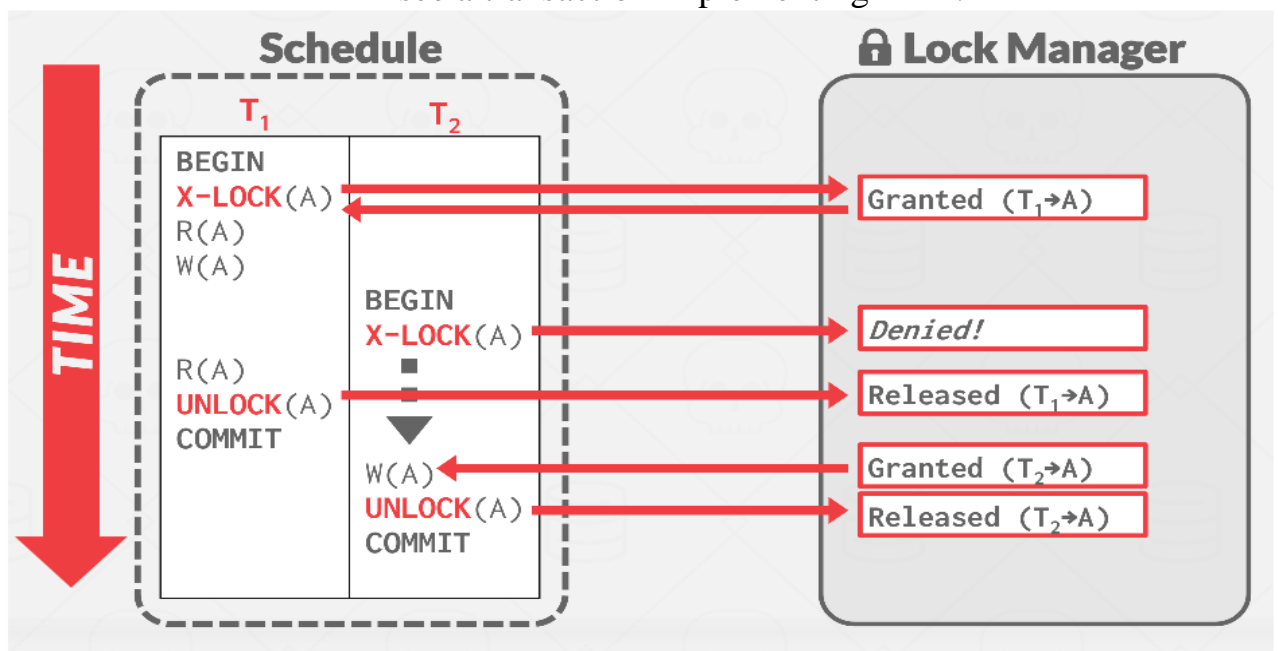 Schedule
Lock Manager
TIME
T1
T2
BEGIN
X-LOCK(A)
R(A)
W(A)
BEGIN
X-LOCK(A)
R(A)
UNLOCK(A)
COMMIT
W(A)
UNLOCK(A)
COMMIT
Granted (T1→A)
Denied!
Released (T1→A)
Granted (T2→A)
Released (T2→A)